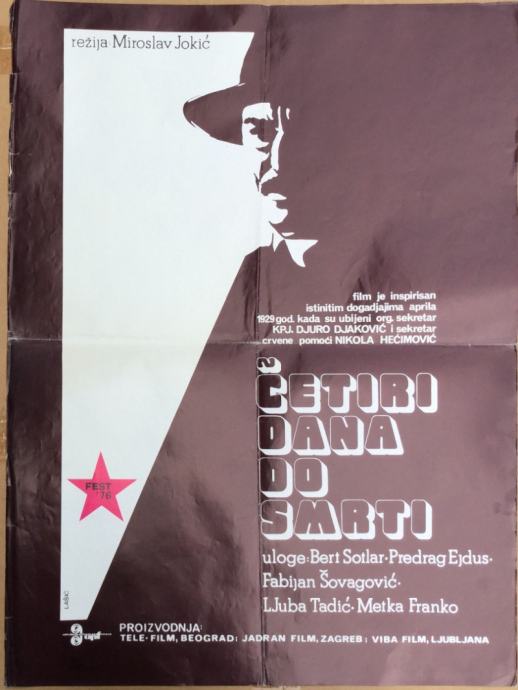 režija·Miroslav Jokić
film je inspirisan
istinitim dogadjajima aprila
1929 god. kada su ubijeni org. sekretar
KPJ. DJURO DJAKOVIĆ i sekretar
crvene pomoći NIKOLA HEĆIMOVIĆ
ČETIRI
DANA
DO
SMRTI
FEST
'76
uloge:Bert Sotlar·Predrag Ejdus·
Fabijan Šovagović·
LJuba Tadić·Metka Franko
LAŠIĆ
PROIZVODNJA:
TELE-FILM, BEOGRAD: JADRAN FILM, ZAGREB: VIBA FILM, LJUBLJANA